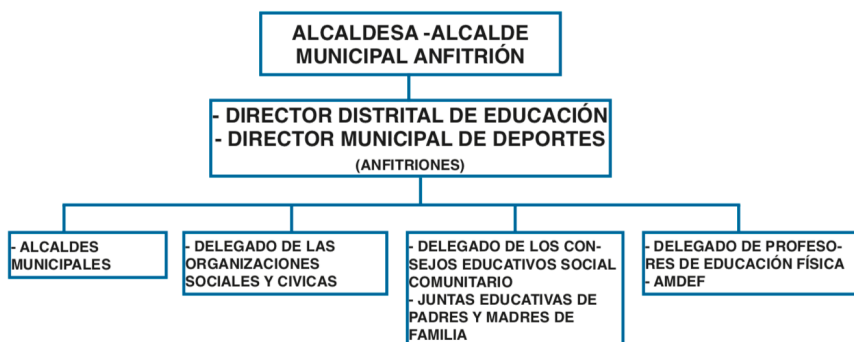 ALCALDESA -ALCALDE
MUNICIPAL ANFITRIÓN
- DIRECTOR DISTRITAL DE EDUCACIÓN
- DIRECTOR MUNICIPAL DE DEPORTES
(ANFITRIONES)
- ALCALDES
MUNICIPALES
- DELEGADO DE LAS
ORGANIZACIONES
SOCIALES Y CIVICAS
- DELEGADO DE LOS CON-
SEJOS EDUCATIVOS SOCIAL
COMUNITARIO
- JUNTAS EDUCATIVAS DE
PADRES Y MADRES DE
FAMILIA
- DELEGADO DE PROFESO-
RES DE EDUCACIÓN FÍSICA
- AMDEF